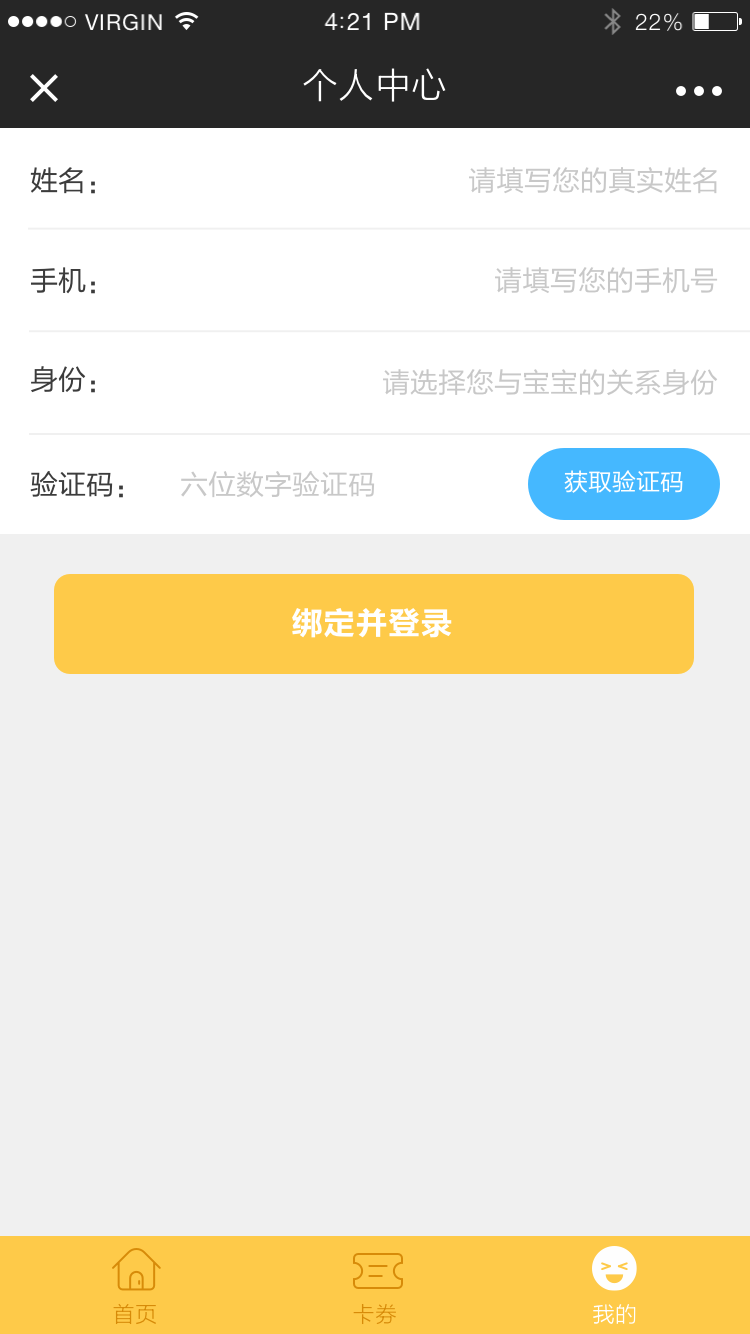 VIRGIN 4:21 PM 22%
个人中心
姓名： 请填写您的真实姓名
手机： 请填写您的手机号
身份： 请选择您与宝宝的关系身份
验证码： 六位数字验证码 获取验证码
绑定并登录
首页 卡券 我的